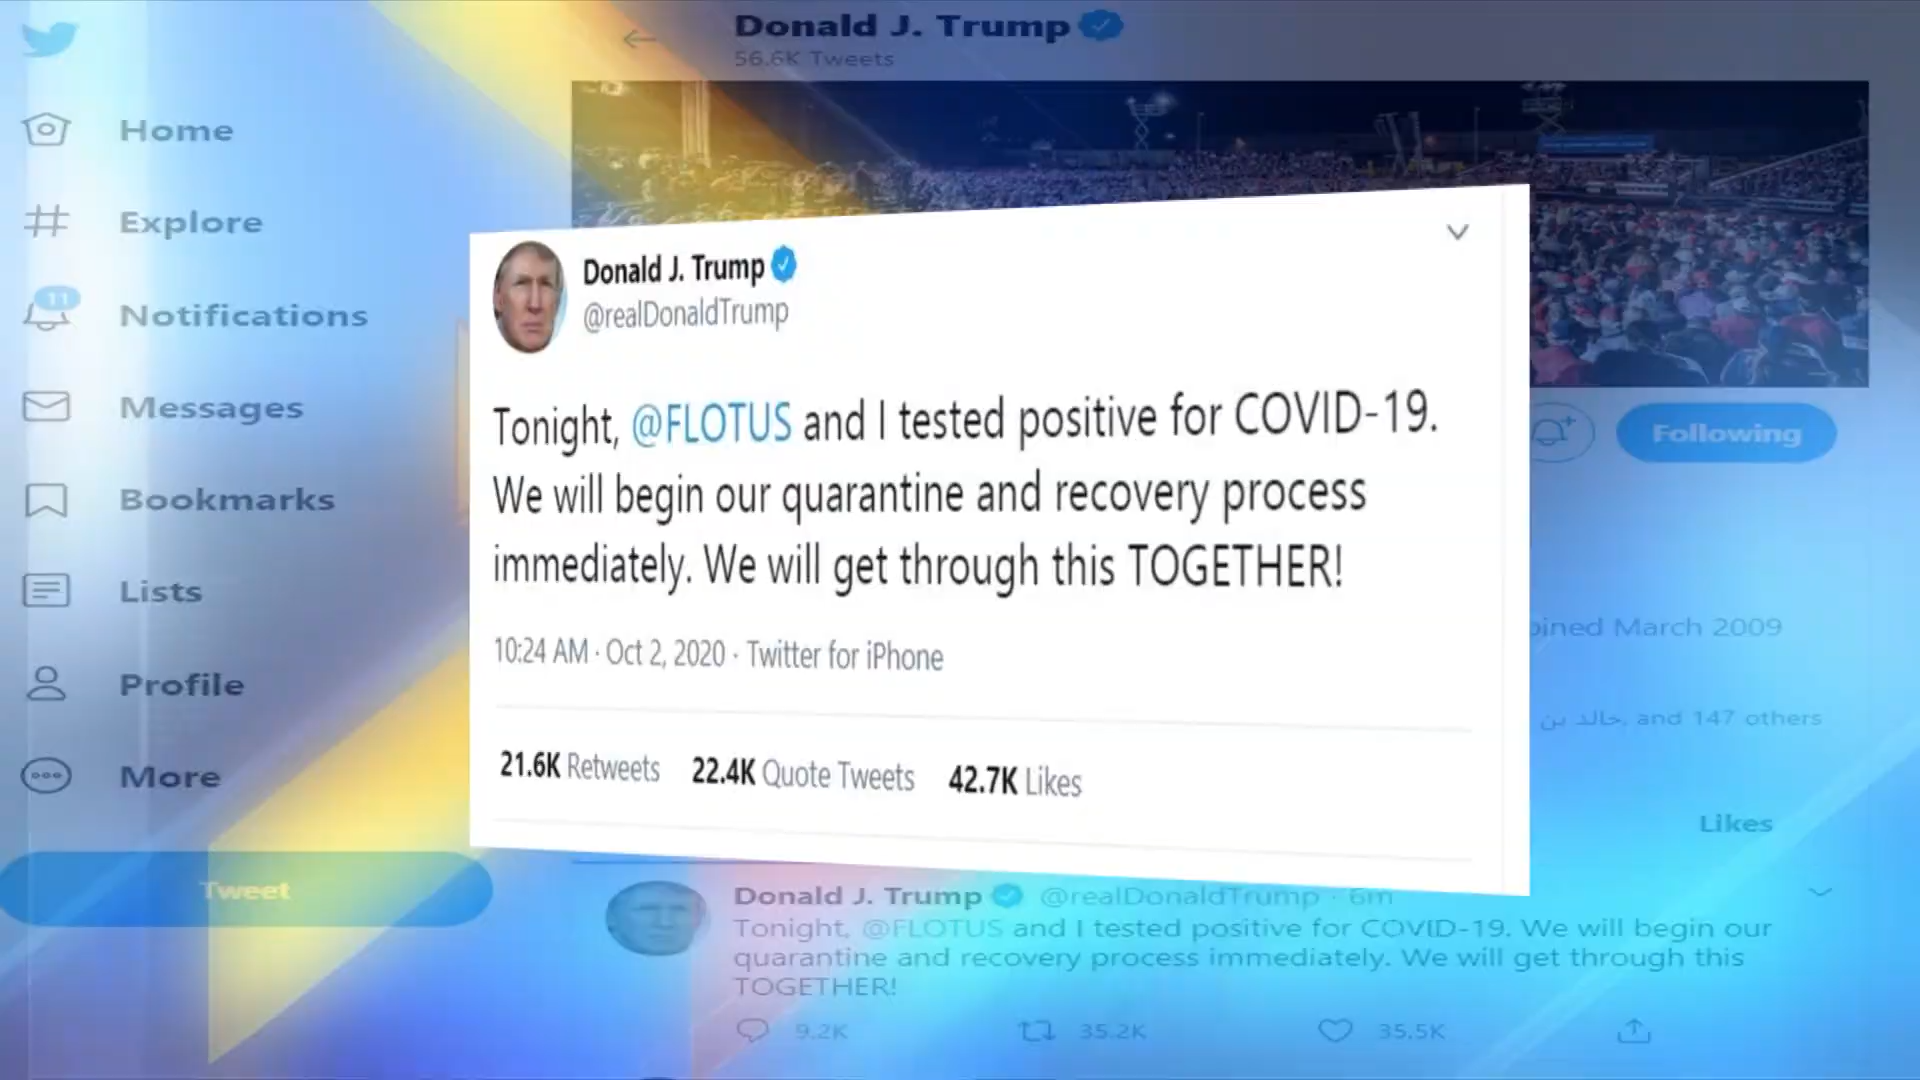 Donald J. Trump
56.6K Tweets
Home
Explore
11
Notifications
Messages
Bookmarks
Lists
Profile
More
Tweet
Donald J. Trump
@realDonaldTrump
Tonight, @FLOTUS and I tested positive for COVID-19.
We will begin our quarantine and recovery process
immediately. We will get through this TOGETHER!
10:24 AM · Oct 2, 2020 · Twitter for iPhone
21.6K Retweets 22.4K Quote Tweets 42.7K Likes
Following
March 2009
خالد بن, and 147 others
Likes
Donald J. Trump @realDonaldTrump · 6m
Tonight, @FLOTUS and I tested positive for COVID-19. We will begin our
quarantine and recovery process immediately. We will get through this
TOGETHER!
9.2K 35.2K 35.5K